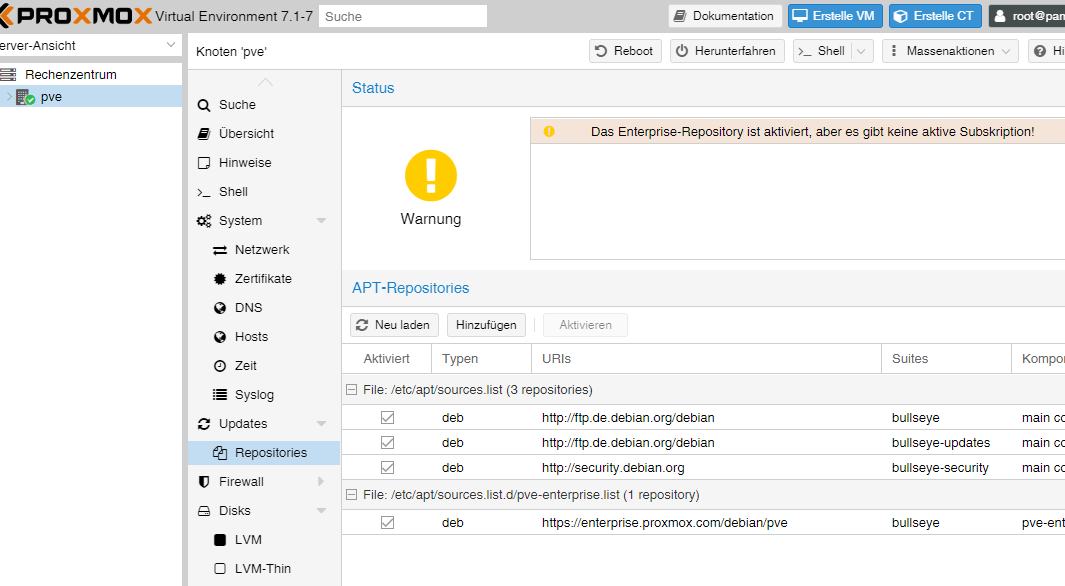 PROXMOX Virtual Environment 7.1-7 Suche Dokumentation Erstelle VM Erstelle CT root@pam
erver-Ansicht
Knoten 'pve' Reboot Herunterfahren Shell Massenaktionen Hi
Rechenzentrum
pve
Suche
Übersicht
Hinweise
Shell
System
Netzwerk
Zertifikate
DNS
Hosts
Zeit
Syslog
Updates
Repositories
Firewall
Disks
LVM
LVM-Thin
Status
Warnung
Das Enterprise-Repository ist aktiviert, aber es gibt keine aktive Subskription!
APT-Repositories
Neu laden Hinzufügen Aktivieren
Aktiviert Typen URIs Suites Kompo
File: /etc/apt/sources.list (3 repositories)
deb http://ftp.de.debian.org/debian bullseye main co
deb http://ftp.de.debian.org/debian bullseye-updates main co
deb http://security.debian.org bullseye-security main co
File: /etc/apt/sources.list.d/pve-enterprise.list (1 repository)
deb https://enterprise.proxmox.com/debian/pve bullseye pve-ent